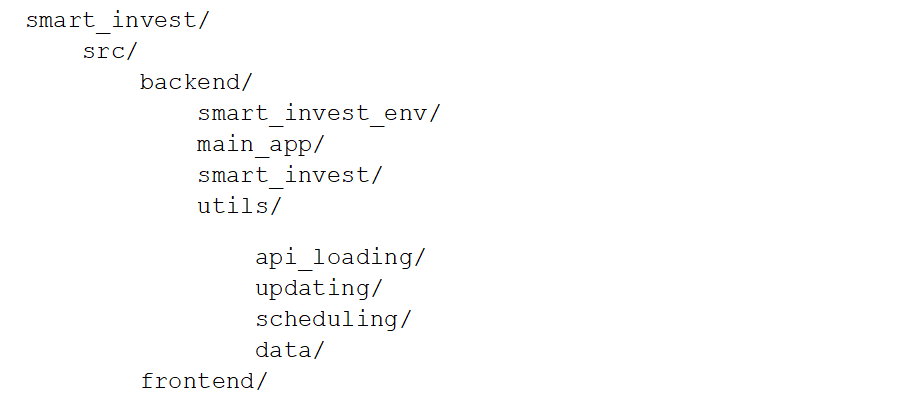 smart_invest/
src/
backend/
smart_invest_env/
main_app/
smart_invest/
utils/
api_loading/
updating/
scheduling/
data/
frontend/